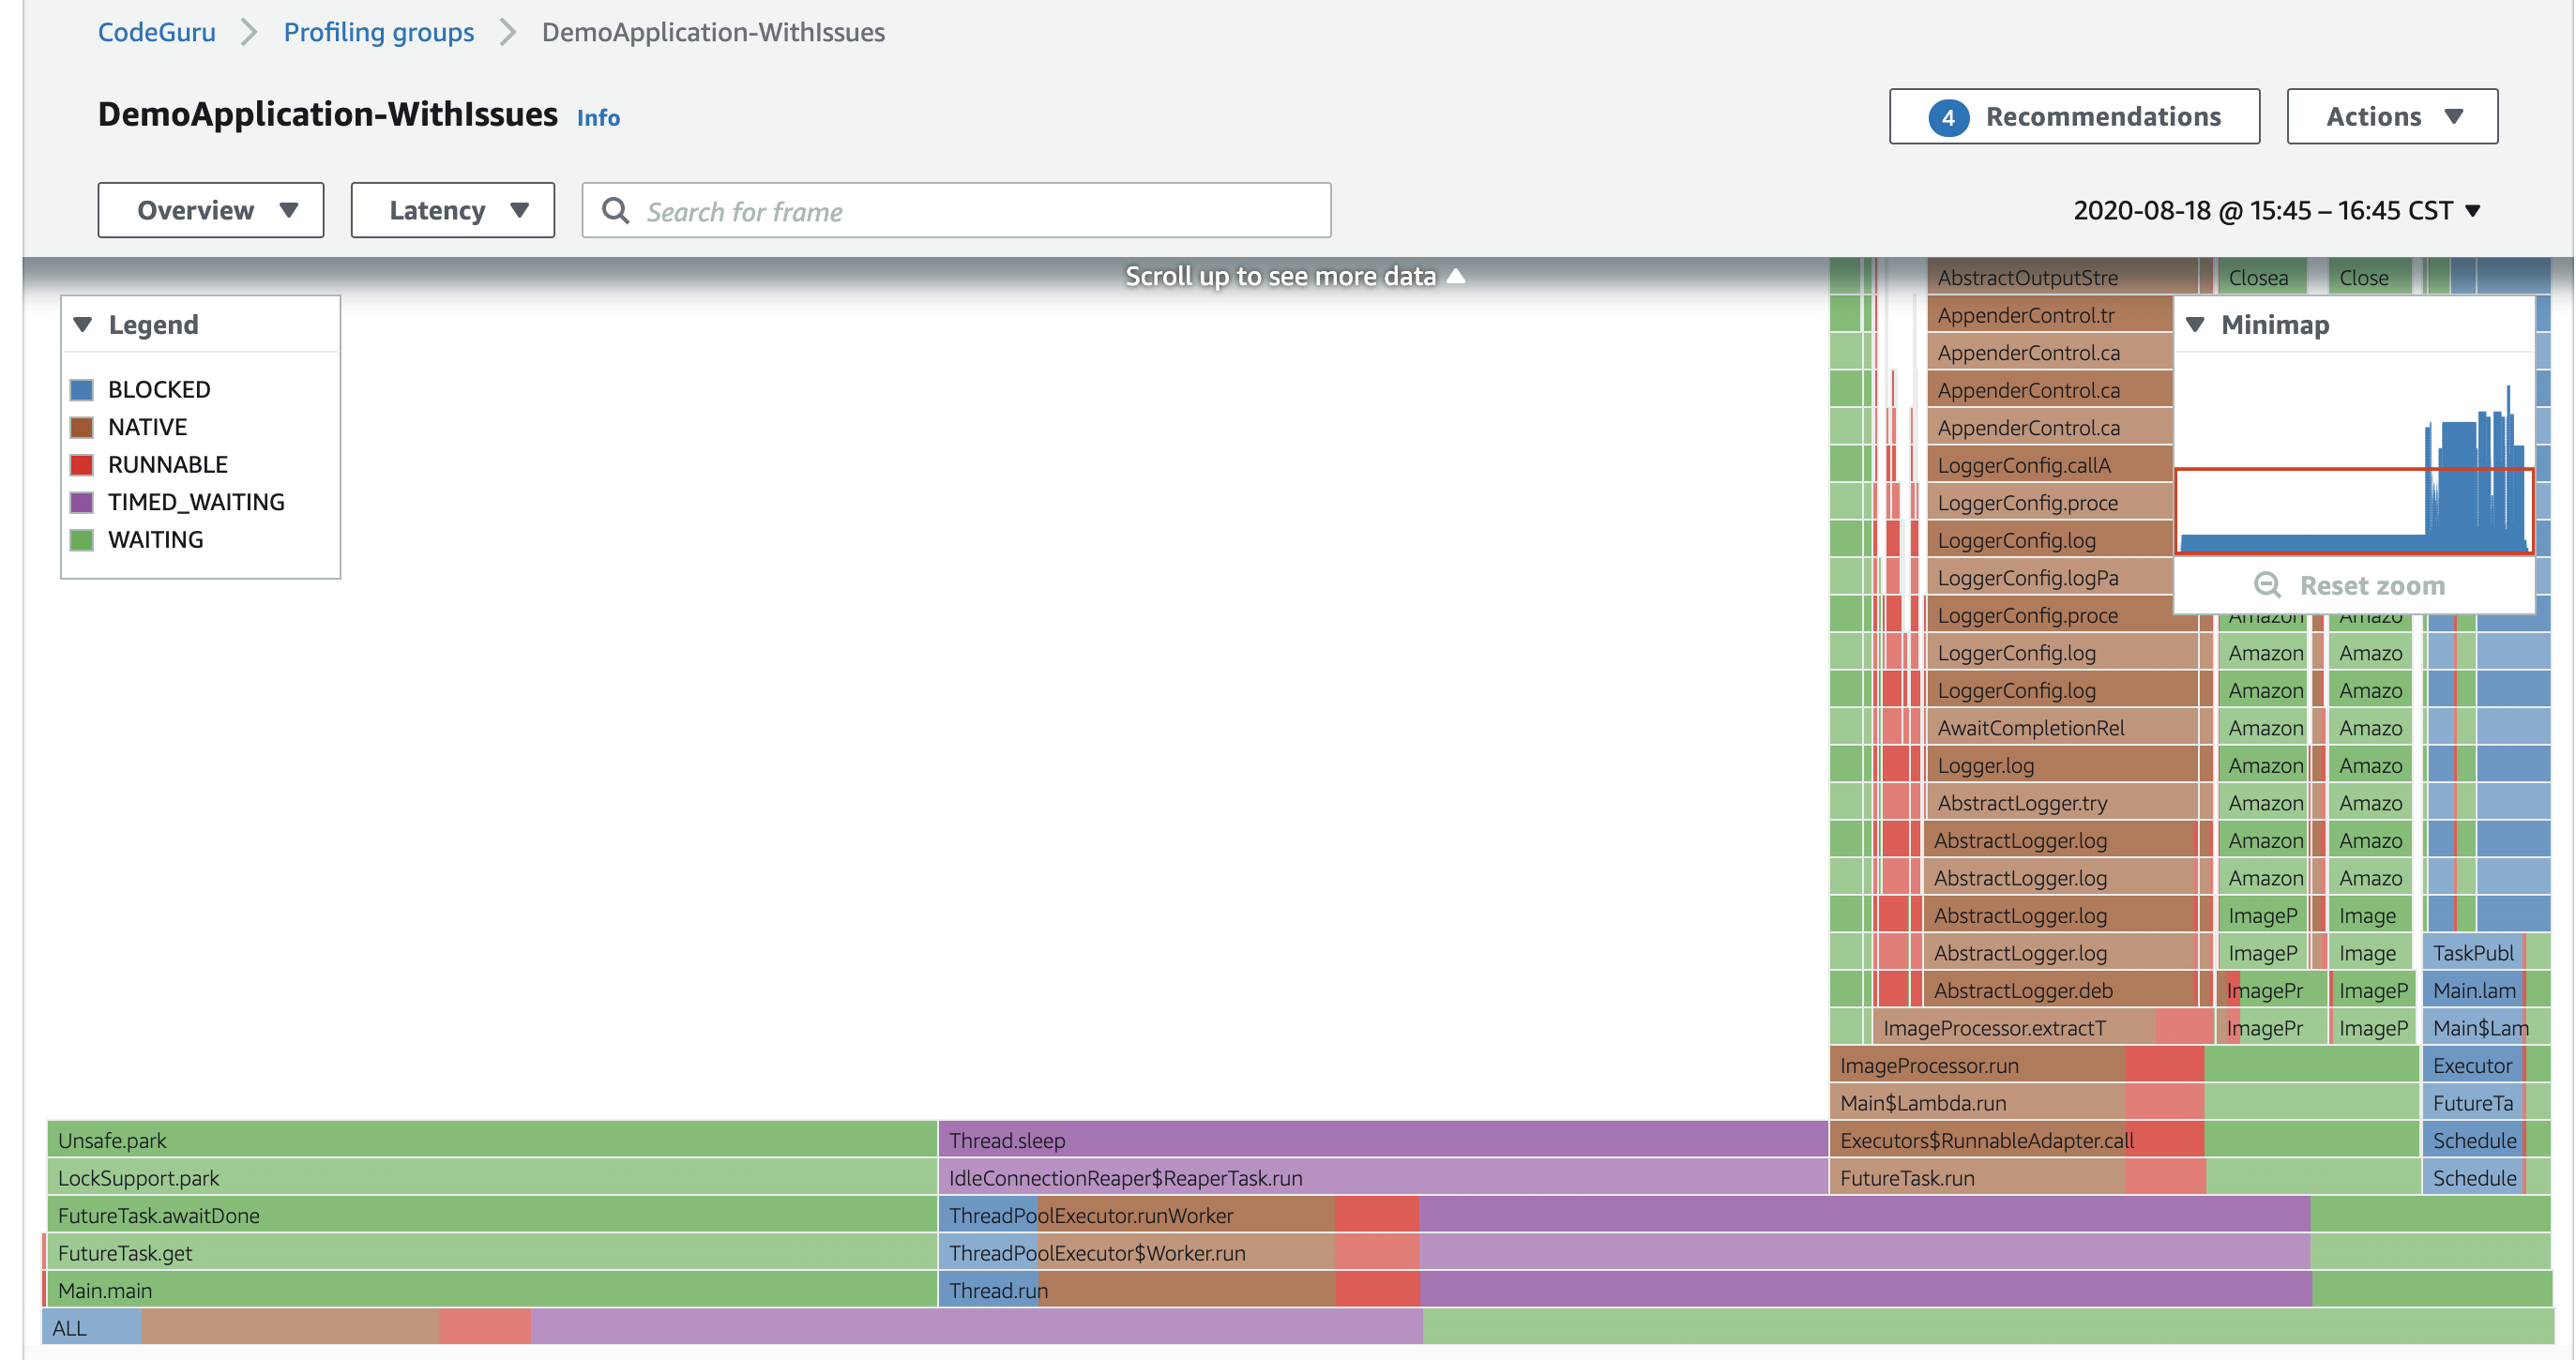 CodeGuru > Profiling groups > DemoApplication-WithIssues
DemoApplication-WithIssues Info
4 Recommendations Actions
Overview Latency Search for frame 2020-08-18 @ 15:45 – 16:45 CST
Scroll up to see more data
AbstractOutputStre Closea Close
Legend
BLOCKED
NATIVE
RUNNABLE
TIMED_WAITING
WAITING
Minimap
Reset zoom
AppenderControl.tr
AppenderControl.ca
AppenderControl.ca
AppenderControl.ca
LoggerConfig.callA
LoggerConfig.proce
LoggerConfig.log
LoggerConfig.logPa
LoggerConfig.proce Amazon Amazo
LoggerConfig.log Amazon Amazo
LoggerConfig.log Amazon Amazo
AwaitCompletionRel Amazon Amazo
Logger.log Amazon Amazo
AbstractLogger.try Amazon Amazo
AbstractLogger.log Amazon Amazo
AbstractLogger.log Amazon Amazo
AbstractLogger.log ImageP Image
AbstractLogger.log ImageP Image TaskPubl
AbstractLogger.deb ImagePr ImageP Main.lam
ImageProcessor.extractT ImagePr ImageP Main$Lam
ImageProcessor.run Executor
Main$Lambda.run FutureTa
Unsafe.park Thread.sleep Executors$RunnableAdapter.call Schedule
LockSupport.park IdleConnectionReaper$ReaperTask.run FutureTask.run Schedule
FutureTask.awaitDone ThreadPoolExecutor.runWorker
FutureTask.get ThreadPoolExecutor$Worker.run
Main.main Thread.run
ALL